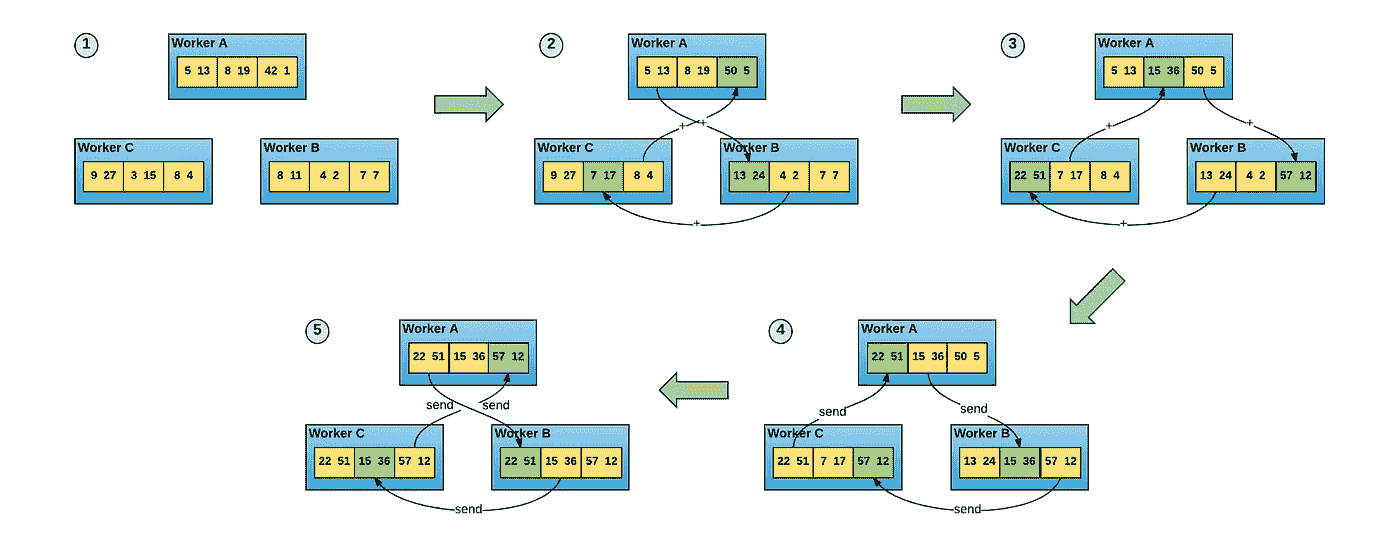 1
Worker A
5 13 8 19 42 1
Worker C
9 27 3 15 8 4
Worker B
8 11 4 2 7 7
2
Worker A
5 13 8 19 50 5
+ +
Worker C
9 27 7 17 8 4
Worker B
13 24 4 2 7 7
+
3
Worker A
5 13 15 36 50 5
+ +
Worker C
22 51 7 17 8 4
Worker B
13 24 4 2 57 12
+
4
Worker A
22 51 15 36 50 5
send send
Worker C
22 51 7 17 57 12
Worker B
13 24 15 36 57 12
send
5
Worker A
22 51 15 36 57 12
send send
Worker C
22 51 15 36 57 12
Worker B
22 51 15 36 57 12
send